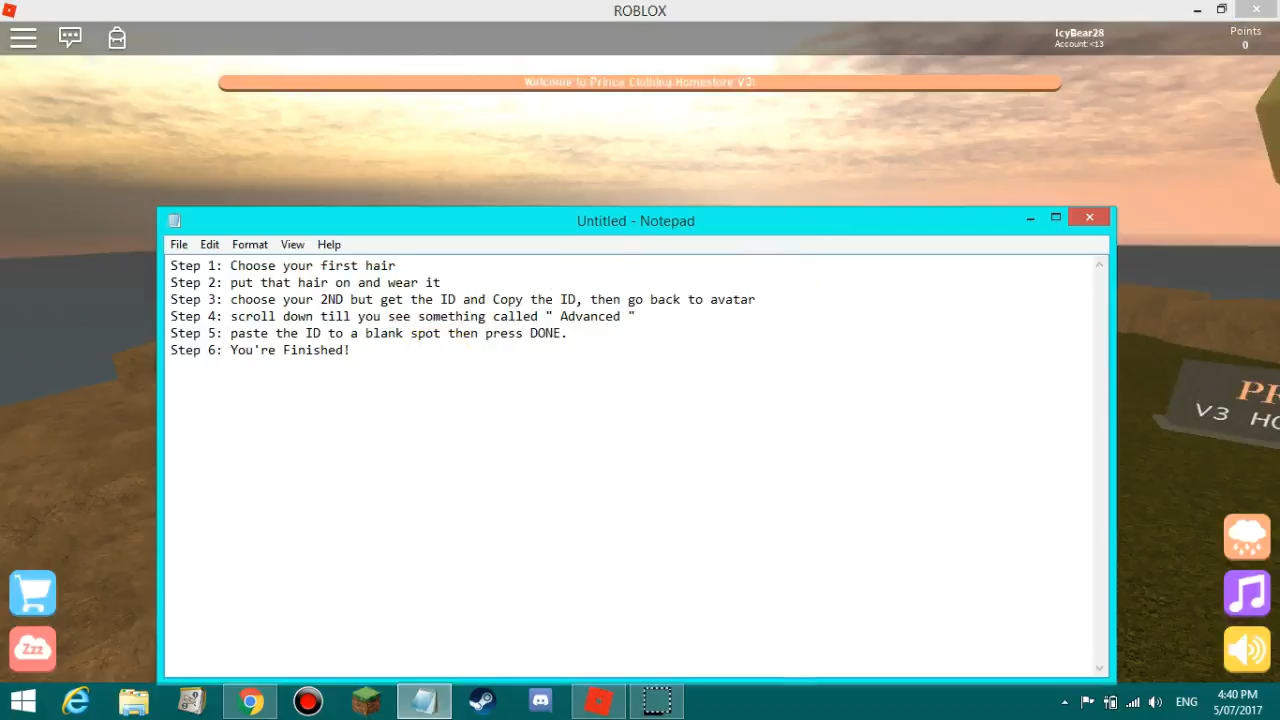 ROBLOX
IcyBear28
Account: <13
Points
0
Welcome to Prince Clothing Homestore V3!
Untitled - Notepad
File Edit Format View Help
Step 1: Choose your first hair
Step 2: put that hair on and wear it
Step 3: choose your 2ND but get the ID and Copy the ID, then go back to avatar
Step 4: scroll down till you see something called " Advanced "
Step 5: paste the ID to a blank spot then press DONE.
Step 6: You're Finished!
V3
Zzz
ENG
4:40 PM
5/07/2017